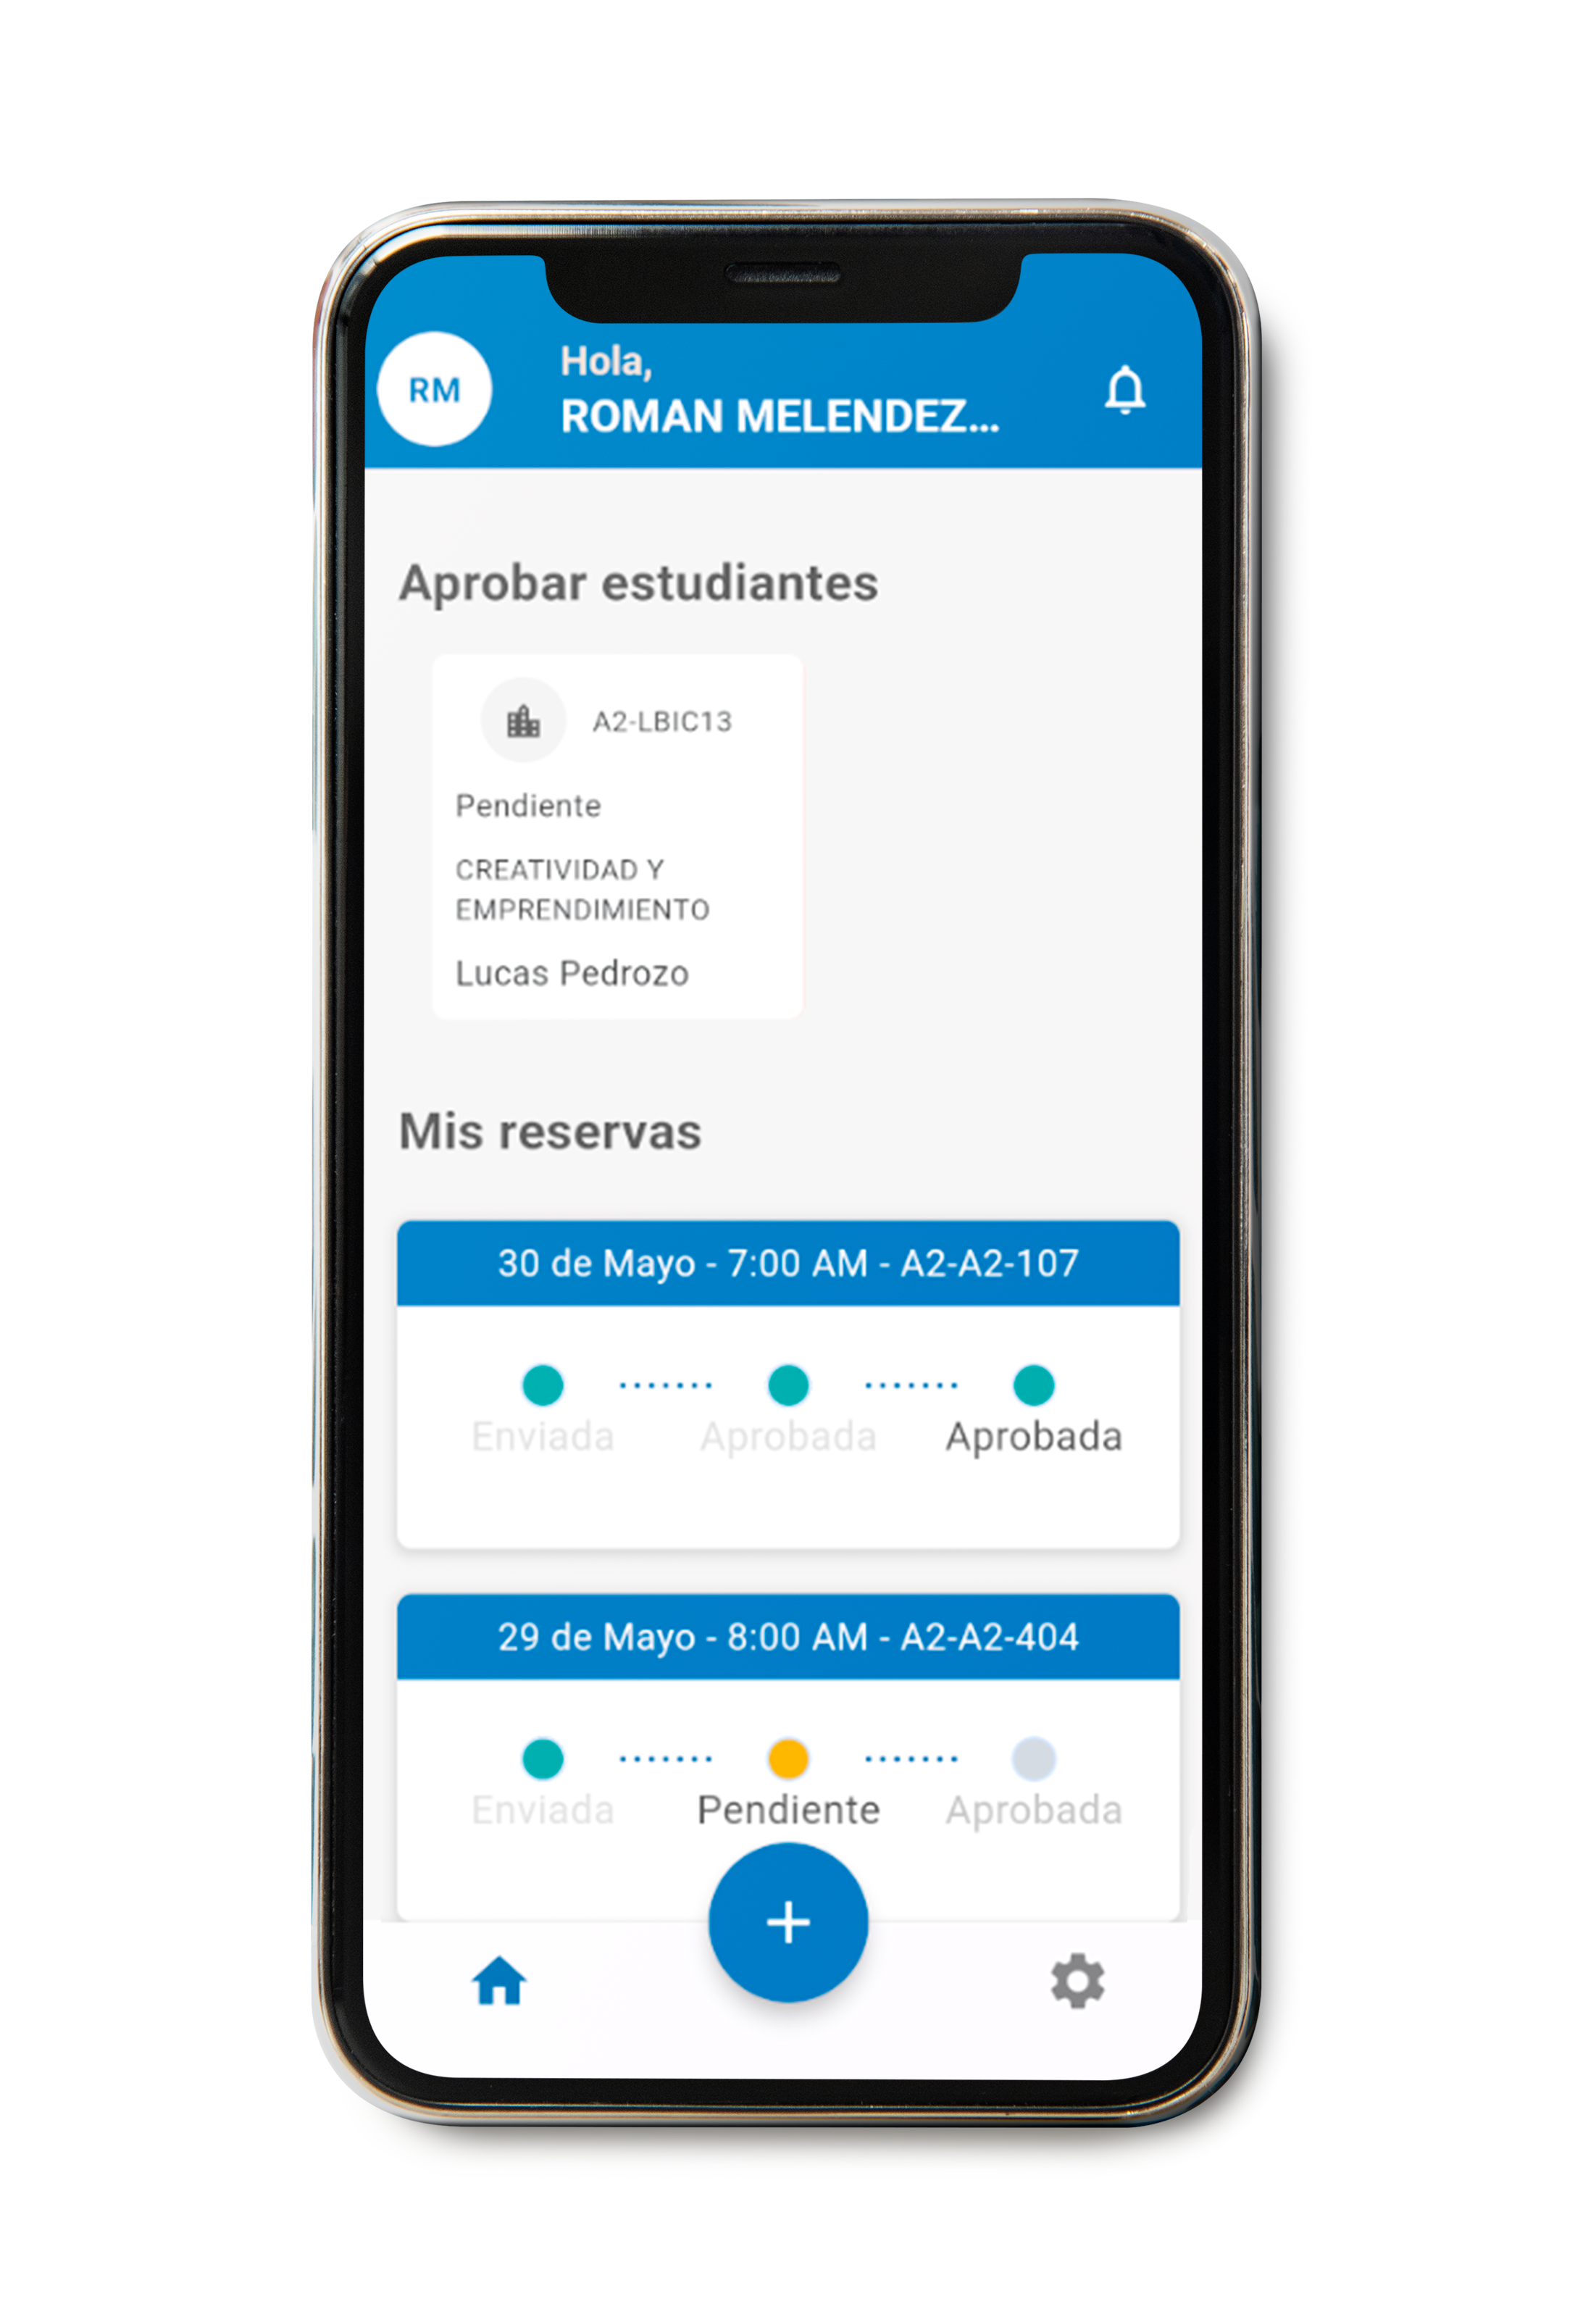 RM
Hola,
ROMAN MELENDEZ...
Aprobar estudiantes
A2-LBIC13
Pendiente
CREATIVIDAD Y
EMPRENDIMIENTO
Lucas Pedrozo
Mis reservas
30 de Mayo - 7:00 AM - A2-A2-107
Enviada Aprobada Aprobada
29 de Mayo - 8:00 AM - A2-A2-404
Enviada Pendiente Aprobada
+